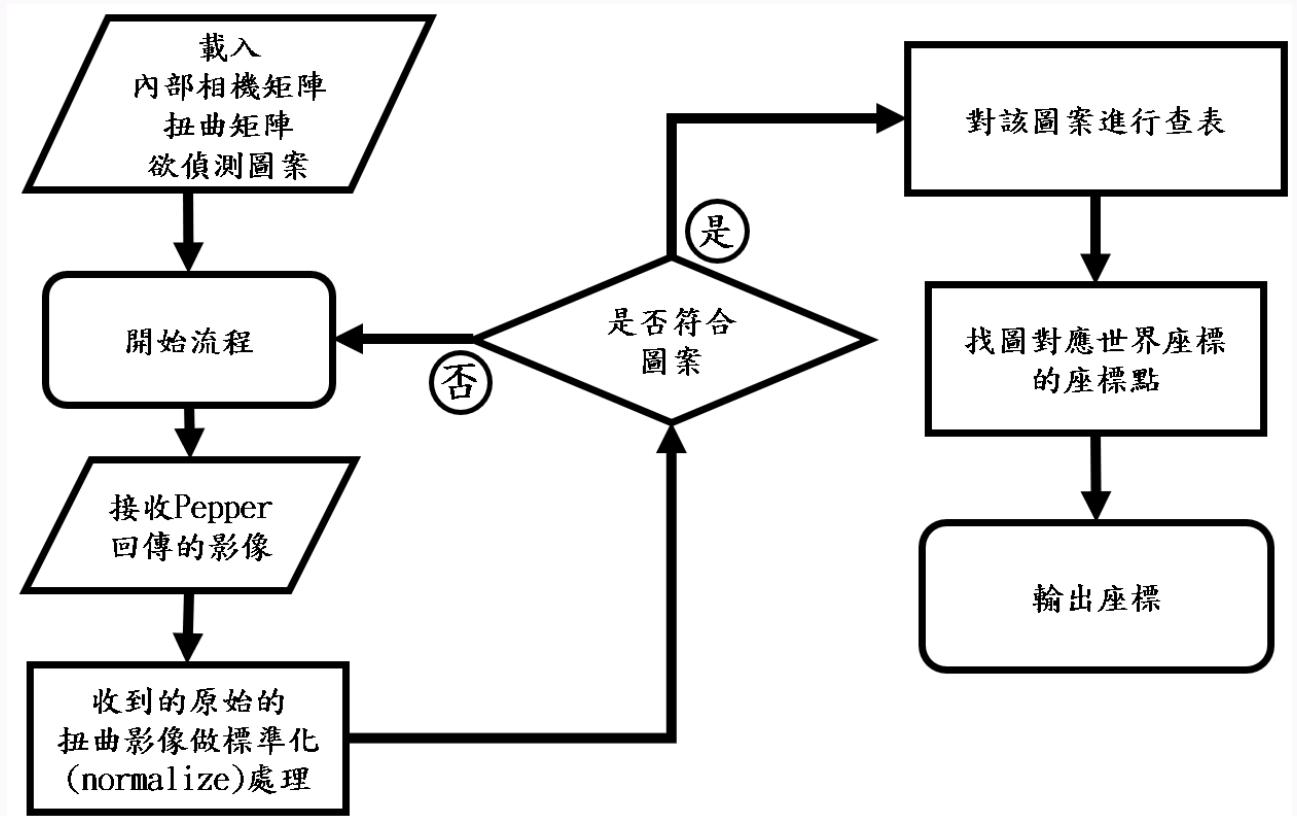 載入
內部相機矩陣
扭曲矩陣
欲偵測圖案
開始流程
接收Pepper
回傳的影像
收到的原始的
扭曲影像做標準化
(normalize)處理
是否符合
圖案
否
是
對該圖案進行查表
找圖對應世界座標
的座標點
輸出座標